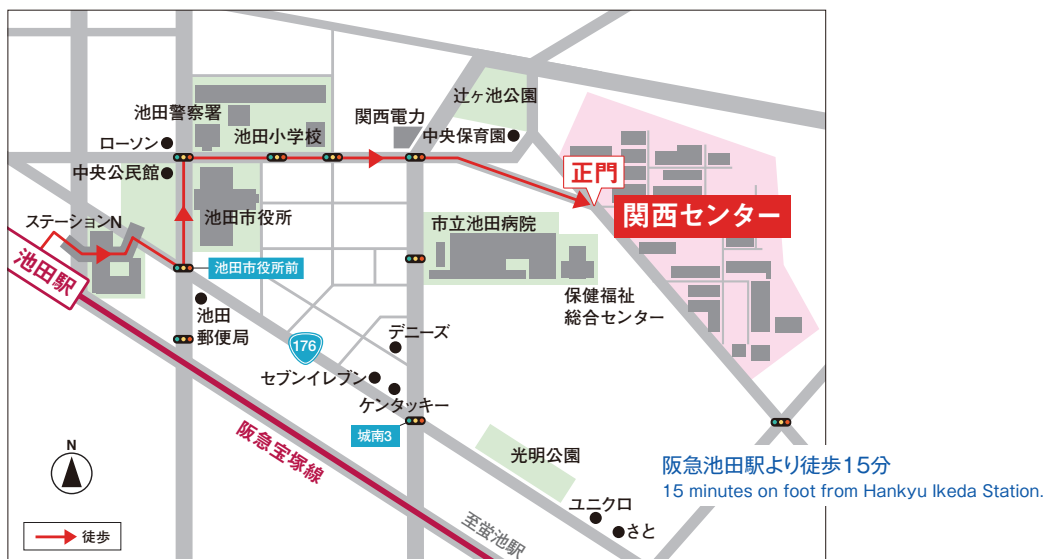 辻ヶ池公園
池田警察署
関西電力
ローソン
池田小学校
中央保育園
中央公民館
正門
関西センター
ステーションN
池田市役所
市立池田病院
池田駅
池田市役所前
保健福祉
総合センター
池田
郵便局
デニーズ
176
セブンイレブン
ケンタッキー
城南3
阪急宝塚線
N
光明公園
阪急池田駅より徒歩15分
15 minutes on foot from Hankyu Ikeda Station.
ユニクロ
さと
至蛍池駅
徒歩